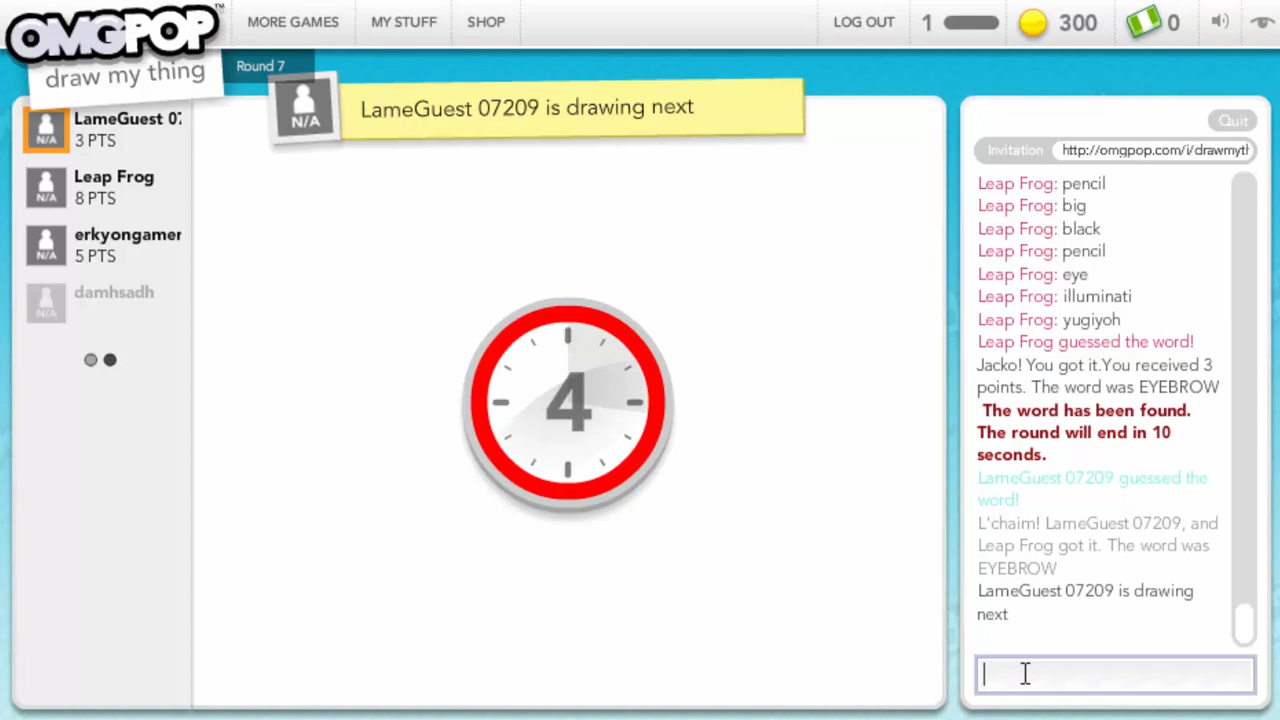 OMGPOP™
draw my thing
MORE GAMES
MY STUFF
SHOP
LOG OUT
1
300
0
Round 7
LameGuest 07209 is drawing next
N/A
N/A
LameGuest 07
3 PTS
N/A
Leap Frog
8 PTS
N/A
erkyongamer
5 PTS
N/A
damhsadh
4
Quit
Invitation
http://omgpop.com/i/drawmyth
Leap Frog: pencil
Leap Frog: big
Leap Frog: black
Leap Frog: pencil
Leap Frog: eye
Leap Frog: illuminati
Leap Frog: yugiyoh
Leap Frog guessed the word!
Jacko! You got it.You received 3
points. The word was EYEBROW
The word has been found.
The round will end in 10
seconds.
LameGuest 07209 guessed the
word!
L'chaim! LameGuest 07209, and
Leap Frog got it. The word was
EYEBROW
LameGuest 07209 is drawing
next